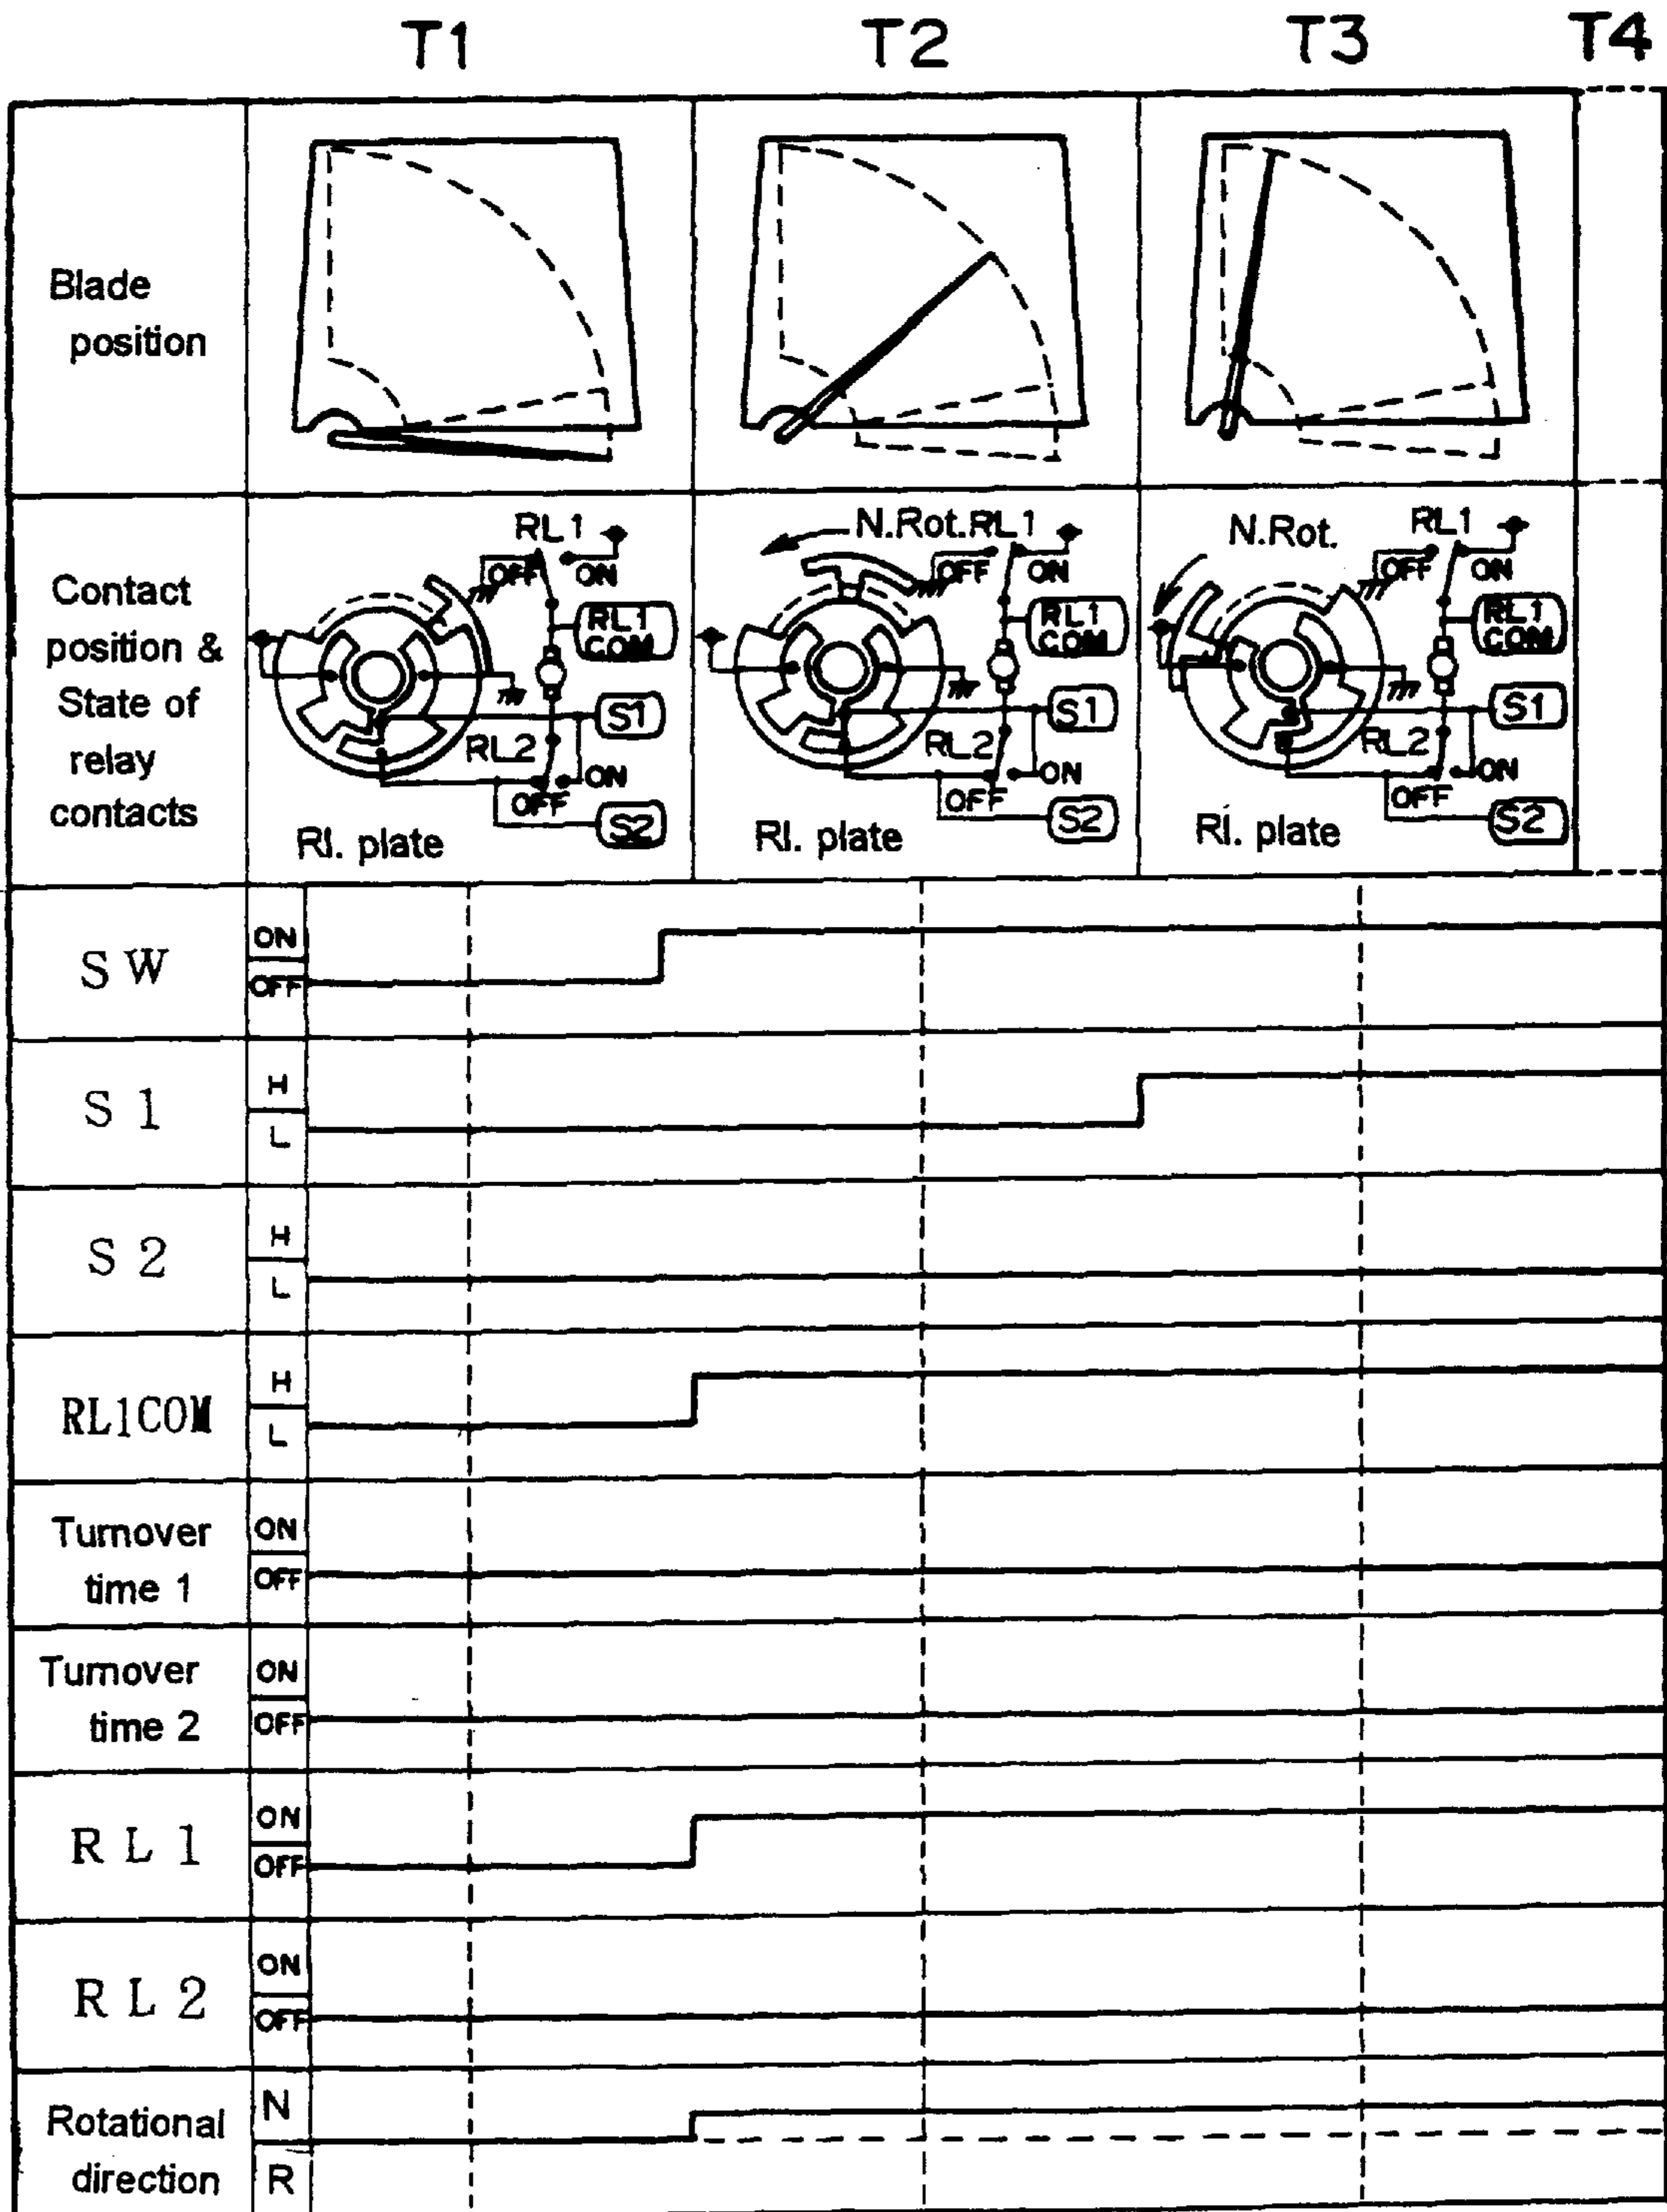 T1 T2 T3 T4
Blade
position
Contact
position &
State of
relay
contacts
RL1
OFF ON
RL1
COM
S1
RL2
ON
OFF
S2
Rl. plate
N.Rot. RL1
OFF ON
RL1
COM
S1
RL2
ON
OFF
S2
Rl. plate
N.Rot. RL1
OFF ON
RL1
COM
S1
RL2
ON
OFF
S2
Rl. plate
SW ON
OFF
S1 H
L
S2 H
L
RL1COM H
L
Turnover
time 1
ON
OFF
Turnover
time 2
ON
OFF
RL1 ON
OFF
RL2 ON
OFF
Rotational
direction
N
R